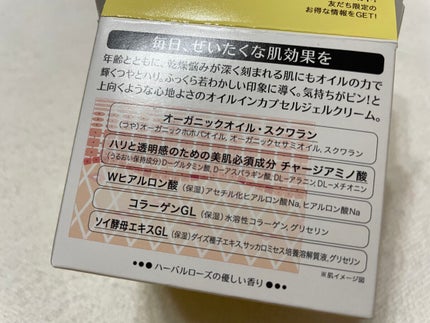 友だち限定の
お得な情報をGET!
毎日、ぜいたくな肌効果を
年齢とともに、乾燥悩みが深く刻まれる肌にもオイルの力で
輝くつやとハリ。ふっくら若わかしい印象に導く。気持ちがピン!と
上向くような心地よさのオイルインカプセルジェルクリーム。
オーガニックオイル・スクワラン
(つや)オーガニックホホバオイル、オーガニックセサミオイル、スクワラン
ハリと透明感のための美肌必須成分 チャージアミノ酸
(うるおい保持成分)D-グルタミン酸、D-アスパラギン酸、DL-アラニン、DL-メチオニン
Wヒアルロン酸 (保湿)アセチル化ヒアルロン酸Na、ヒアルロン酸Na
コラーゲンGL (保湿)水溶性コラーゲン、グリセリン
ソイ酵母エキスGL (保湿)ダイズ種子エキス、サッカロミセス培養溶解質液、グリセリン
※肌イメージ図
●●● ハーバルローズの優しい香り ●●●